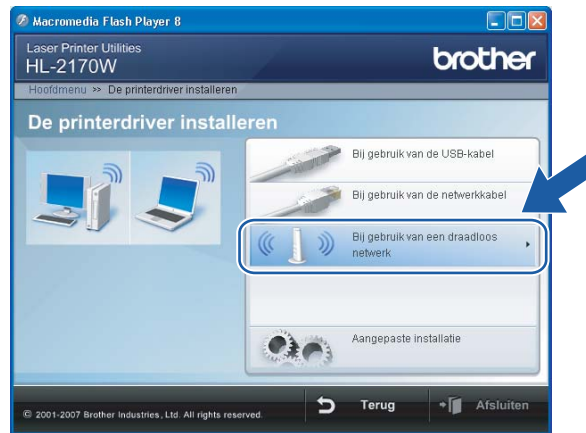 Macromedia Flash Player 8
Laser Printer Utilities
HL-2170W
brother
Hoofdmenu >> De printerdriver installeren
De printerdriver installeren
Bij gebruik van de USB-kabel
Bij gebruik van de netwerkkabel
Bij gebruik van een draadloos
netwerk
Aangepaste installatie
© 2001-2007 Brother Industries, Ltd. All rights reserved.
Terug
Afsluiten